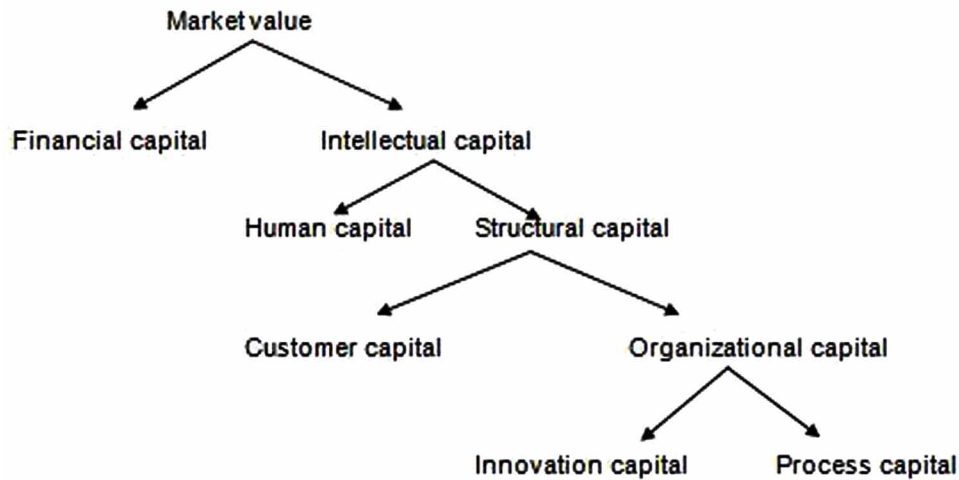 Market value
Financial capital
Intellectual capital
Human capital
Structural capital
Customer capital
Organizational capital
Innovation capital
Process capital